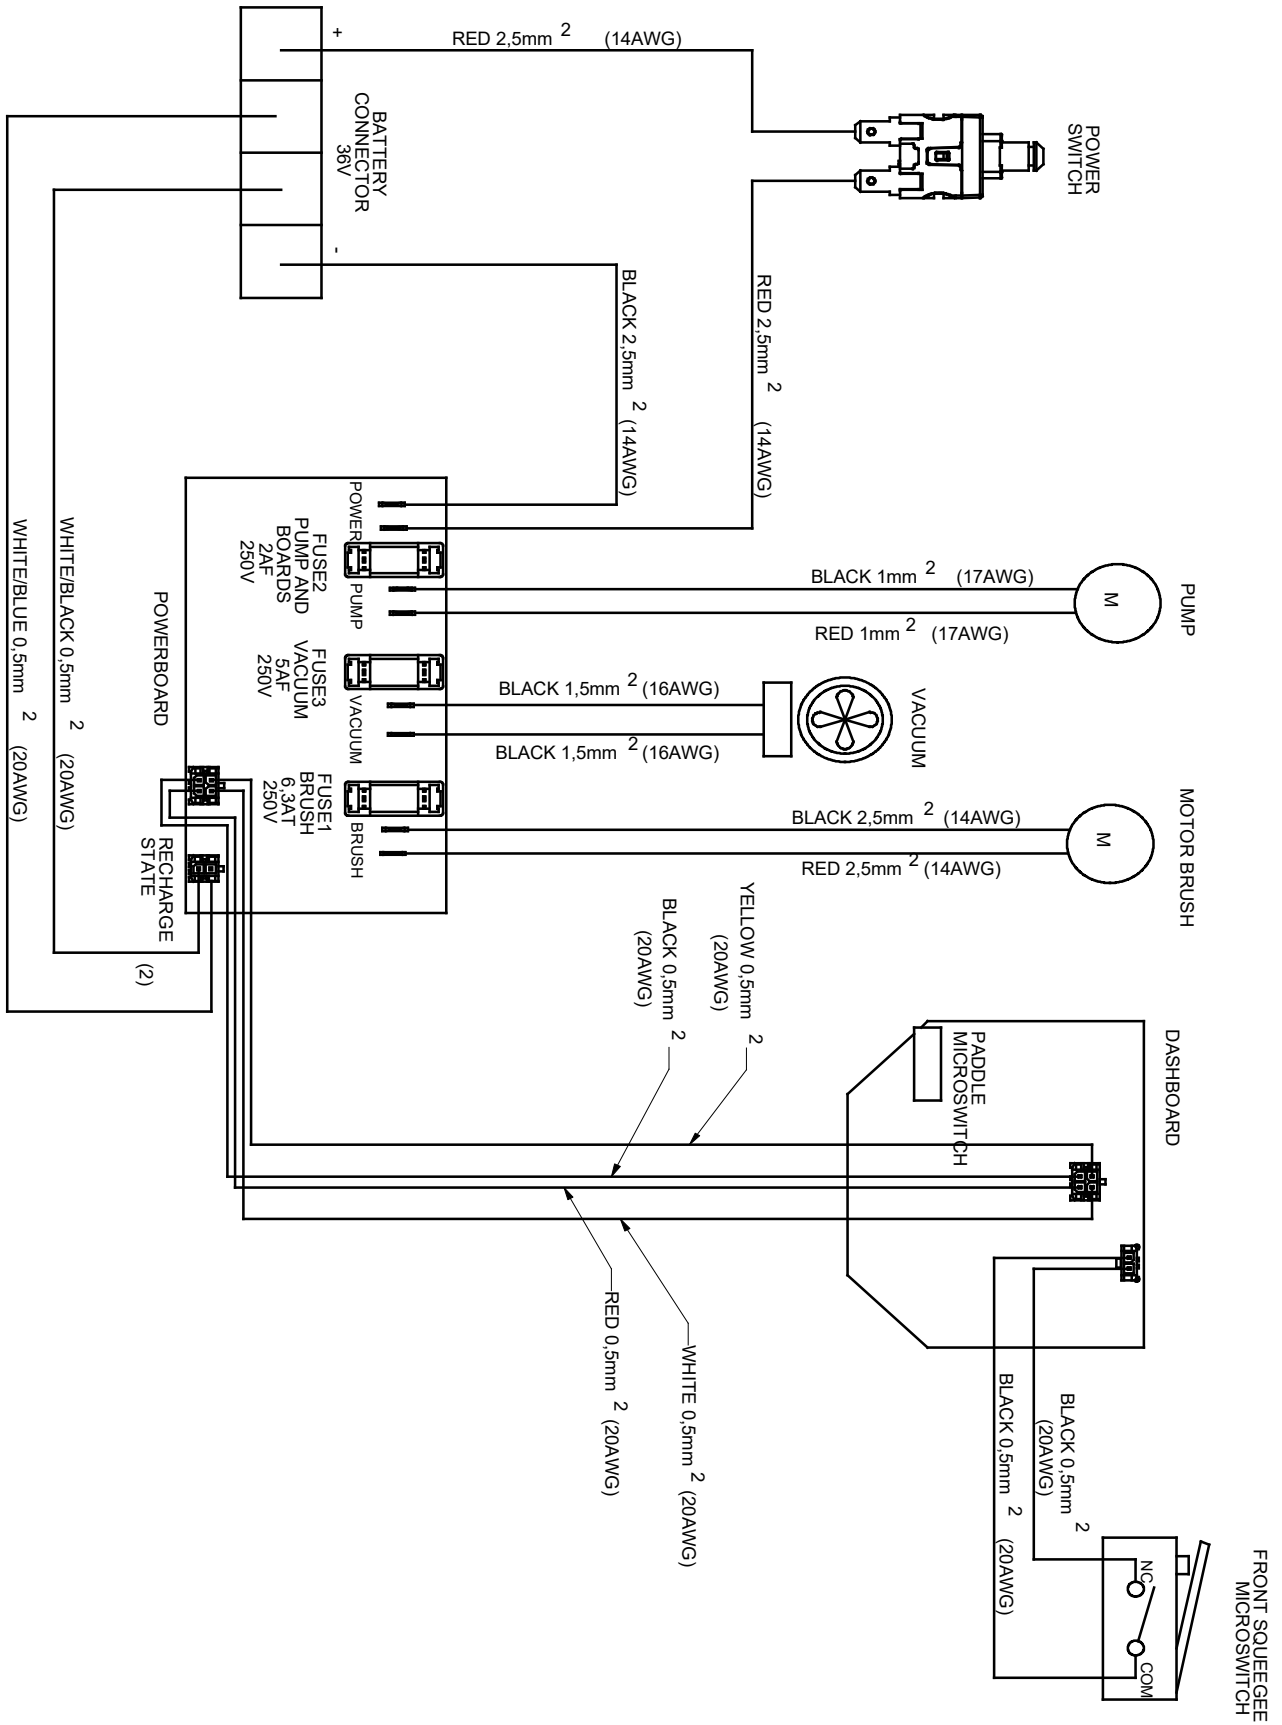 +
RED 2,5mm 2 (14AWG)
POWER
SWITCH
BATTERY
CONNECTOR
36V
-
BLACK 2,5mm 2 (14AWG)
RED 2,5mm 2 (14AWG)
WHITE/BLUE 0,5mm 2 (20AWG)
WHITE/BLACK 0,5mm 2 (20AWG)
POWERBOARD
POWER
FUSE2
PUMP AND
BOARDS
2AF
250V
PUMP
FUSE3
VACUUM
5AF
250V
VACUUM
FUSE1
BRUSH
6,3AT
250V
BRUSH
RECHARGE
STATE
(2)
BLACK 1mm 2 (17AWG)
RED 1mm 2 (17AWG)
M
PUMP
BLACK 1,5mm 2 (16AWG)
BLACK 1,5mm 2 (16AWG)
VACUUM
BLACK 2,5mm 2 (14AWG)
RED 2,5mm 2 (14AWG)
M
MOTOR BRUSH
YELLOW 0,5mm 2
(20AWG)
BLACK 0,5mm 2
(20AWG)
DASHBOARD
PADDLE
MICROSWITCH
RED 0,5mm 2 (20AWG)
WHITE 0,5mm 2 (20AWG)
BLACK 0,5mm 2
(20AWG)
BLACK 0,5mm 2 (20AWG)
NC
COM
FRONT SQUEEGEE
MICROSWITCH